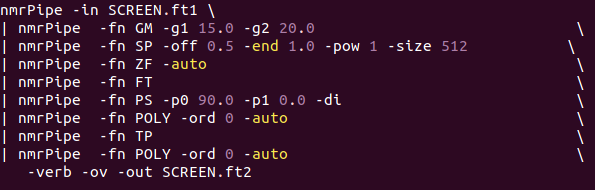 nmrPipe -in SCREEN.ft1 \
| nmrPipe -fn GM -g1 15.0 -g2 20.0 \
| nmrPipe -fn SP -off 0.5 -end 1.0 -pow 1 -size 512 \
| nmrPipe -fn ZF -auto \
| nmrPipe -fn FT \
| nmrPipe -fn PS -p0 90.0 -p1 0.0 -di \
| nmrPipe -fn POLY -ord 0 -auto \
| nmrPipe -fn TP \
| nmrPipe -fn POLY -ord 0 -auto \
-verb -ov -out SCREEN.ft2